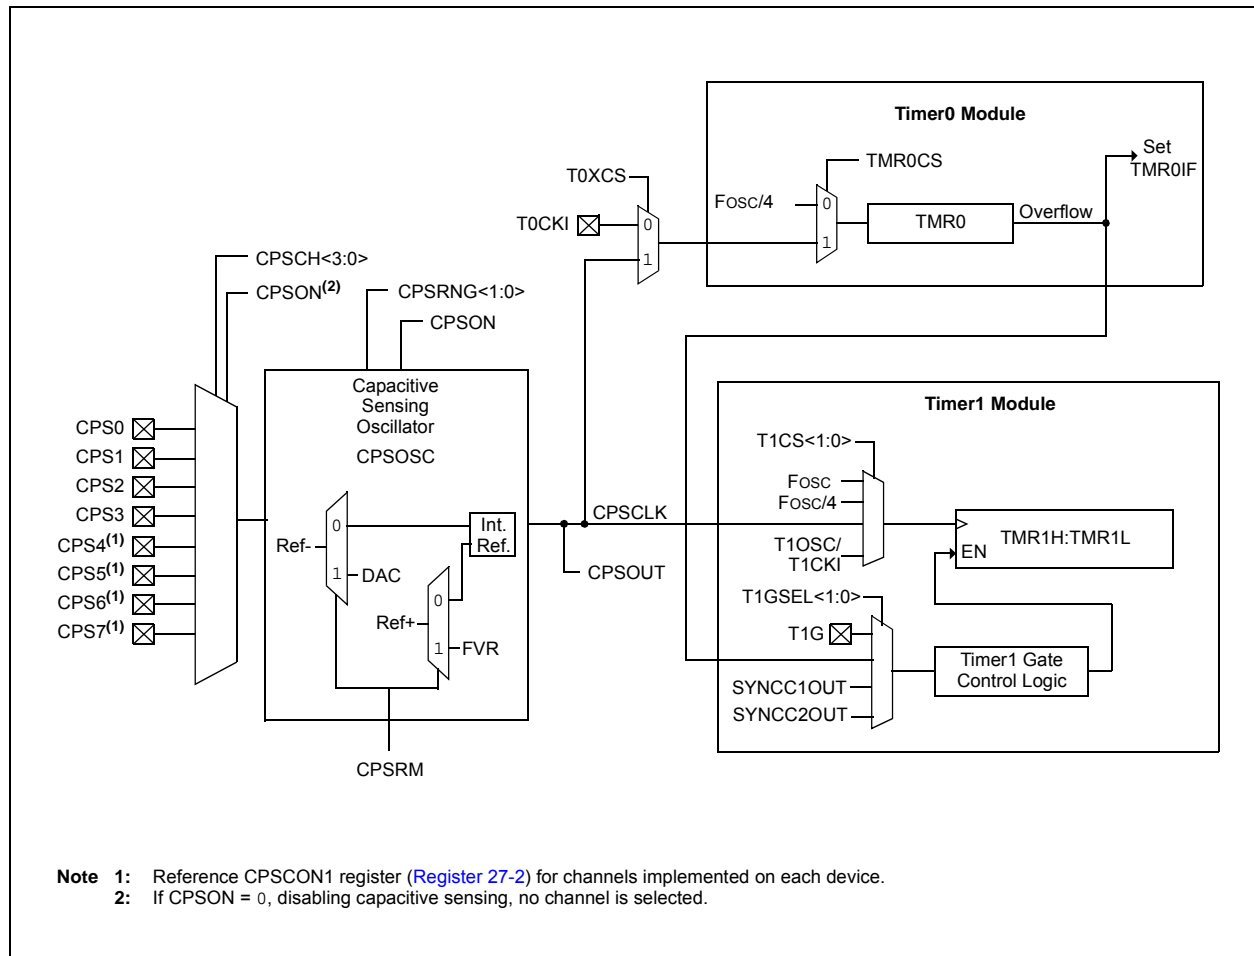 Timer0 Module
Set
TMR0IF
TMR0CS
T0XCS
FOSC/4
0
T0CKI
0
TMR0
Overflow
1
1
CPSCH<3:0>
CPSON(2)
CPSRNG<1:0>
CPSON
Capacitive
Sensing
Oscillator
CPSOSC
Timer1 Module
T1CS<1:0>
CPS0
CPS1
CPS2
CPS3
CPS4(1)
CPS5(1)
CPS6(1)
CPS7(1)
0
Ref-
1
DAC
Int.
Ref.
0
Ref+
1
FVR
CPSRM
CPSCLK
CPSOUT
FOSC
FOSC/4
T1OSC/
T1CKI
TMR1H:TMR1L
EN
T1GSEL<1:0>
T1G
SYNCC1OUT
SYNCC2OUT
Timer1 Gate
Control Logic
Note 1: Reference CPSCON1 register (Register 27-2) for channels implemented on each device.
2: If CPSON = 0, disabling capacitive sensing, no channel is selected.